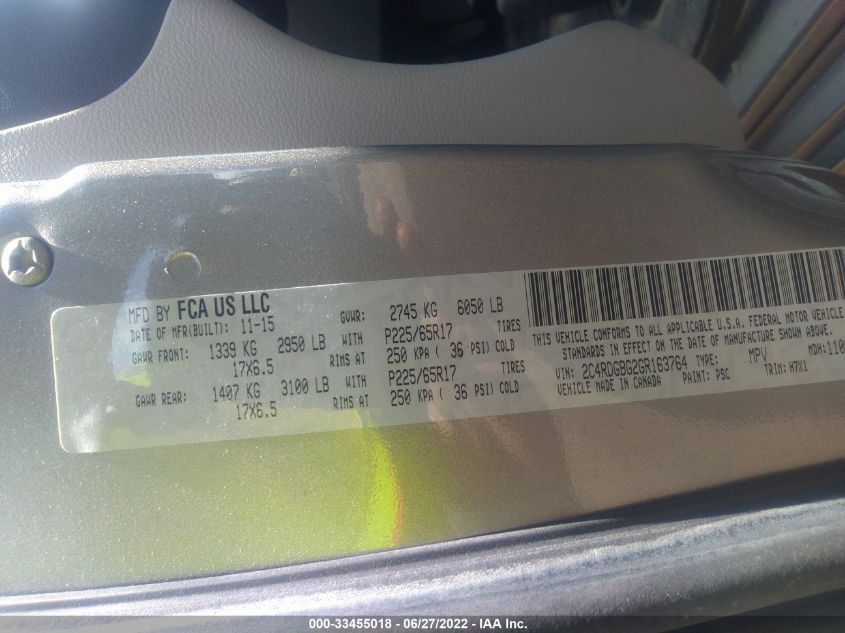 MFD BY FCA US LLC
DATE OF MFR(BUILT): 11-15 GVWR: 2745 KG 6050 LB
GAWR FRONT: 1339 KG 2950 LB WITH P225/65R17 TIRES
17X6.5 RIMS AT 250 KPA ( 36 PSI) COLD
GAWR REAR: 1407 KG 3100 LB WITH P225/65R17 TIRES
17X6.5 RIMS AT 250 KPA ( 36 PSI) COLD
THIS VEHICLE CONFORMS TO ALL APPLICABLE U.S.A. FEDERAL MOTOR VEHICLE
STANDARDS IN EFFECT ON THE DATE OF MANUFACTURE SHOWN ABOVE.
VIN: 2C4RDGBG2GR163764 TYPE: MPV MDH: 110
MADE IN CANADA PAINT: PSC TRIM: H7X1
000-33455018 - 06/27/2022 - IAA Inc.